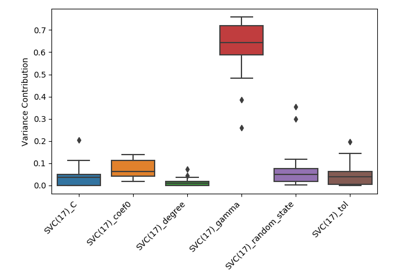 0.7
0.6
0.5
0.4
0.3
0.2
0.1
0.0
Variance Contribution
SVC(17)_C
SVC(17)_coef0
SVC(17)_degree
SVC(17)_gamma
SVC(17)_random_state
SVC(17)_tol